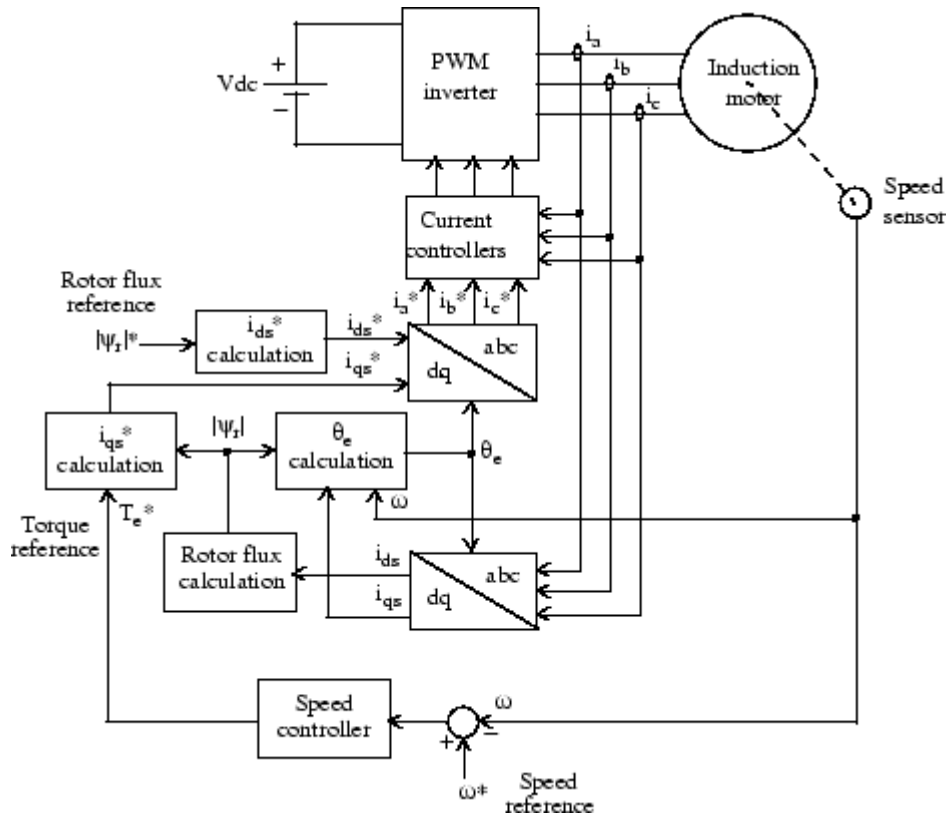 i_a
PWM
inverter
i_b
Induction
motor
+
Vdc
−
i_c
Speed
sensor
Current
controllers
Rotor flux
reference
i_a* i_b* i_c*
|ψ_r|*
i_ds*
calculation
i_ds*
abc
dq
i_qs*
i_qs*
calculation
|ψ_r|
θ_e
calculation
θ_e
ω
T_e*
Torque
reference
Rotor flux
calculation
i_ds
i_qs
abc
dq
Speed
controller
ω
+
−
ω*
Speed
reference